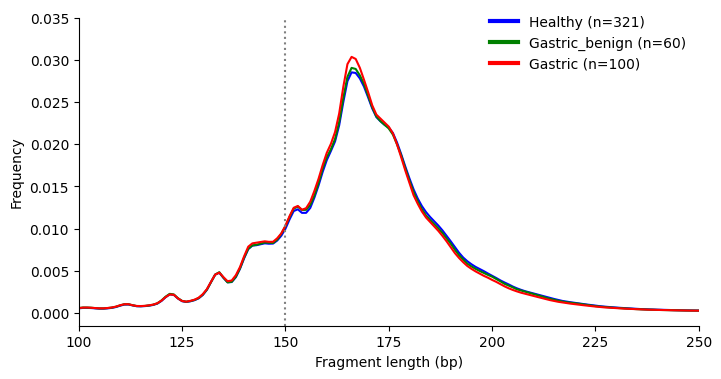 Healthy (n=321)
Gastric_benign (n=60)
Gastric (n=100)
Frequency
0.035
0.030
0.025
0.020
0.015
0.010
0.005
0.000
100 125 150 175 200 225 250
Fragment length (bp)